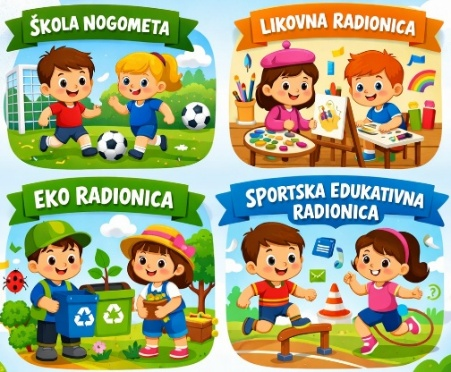 ŠKOLA NOGOMETA
LIKOVNA RADIONICA
EKO RADIONICA
SPORTSKA EDUKATIVNA
RADIONICA